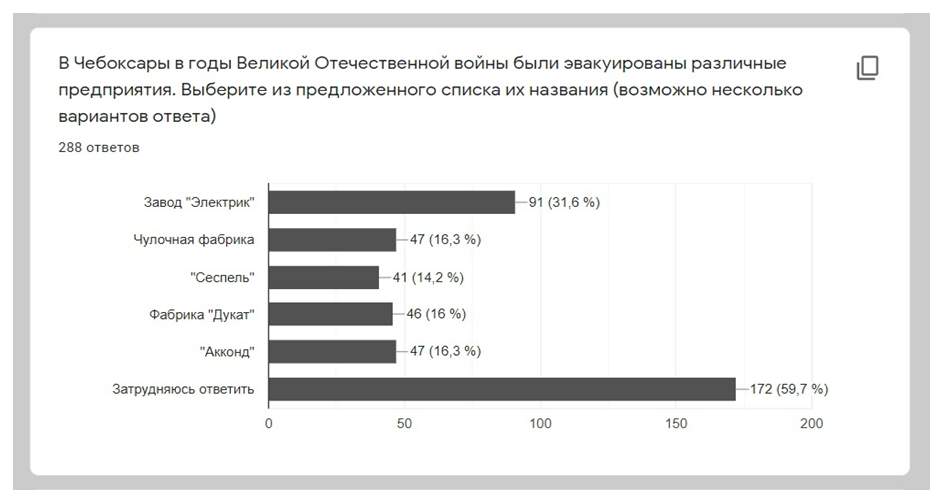 В Чебоксары в годы Великой Отечественной войны были эвакуированы различные
предприятия. Выберите из предложенного списка их названия (возможно несколько
вариантов ответа)
288 ответов
Завод "Электрик" 91 (31,6 %)
Чулочная фабрика 47 (16,3 %)
"Сеспель" 41 (14,2 %)
Фабрика "Дукат" 46 (16 %)
"Акконд" 47 (16,3 %)
Затрудняюсь ответить 172 (59,7 %)
0 50 100 150 200